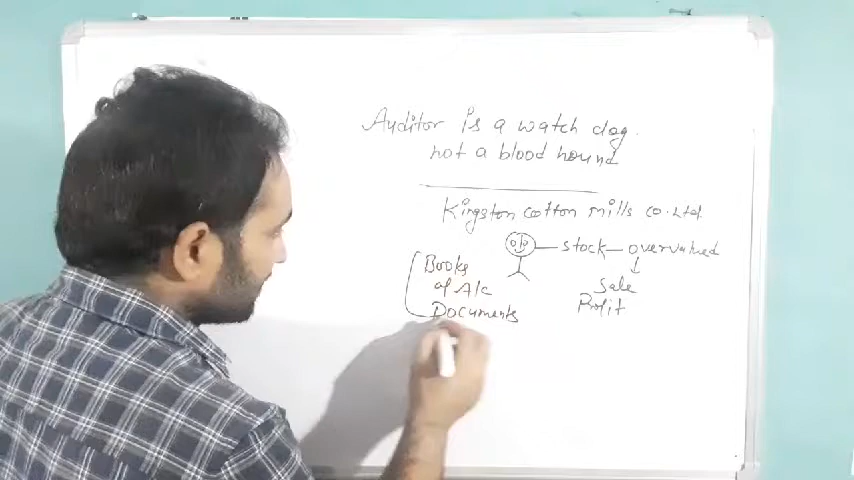 Auditor is a watch dog.
not a blood hound
Kingston cotton mills co. Ltd.
stock — overvalued
Books
of A/c
Documents
Sale
Profit